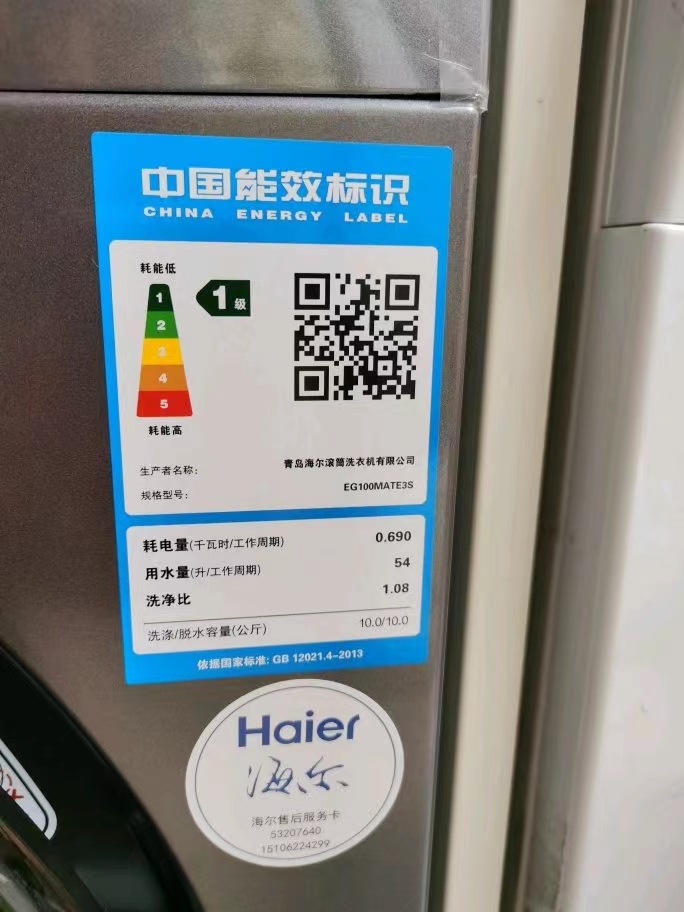 中国能效标识
CHINA ENERGY LABEL
耗能低
1
1级
2
3
4
5
耗能高
生产者名称: 青岛海尔滚筒洗衣机有限公司
规格型号: EG100MATE3S
耗电量(千瓦时/工作周期) 0.690
用水量(升/工作周期) 54
洗净比 1.08
洗涤/脱水容量(公斤) 10.0/10.0
依据国家标准: GB 12021.4-2013
Haier
海尔
海尔售后服务卡
53207640
15106224299